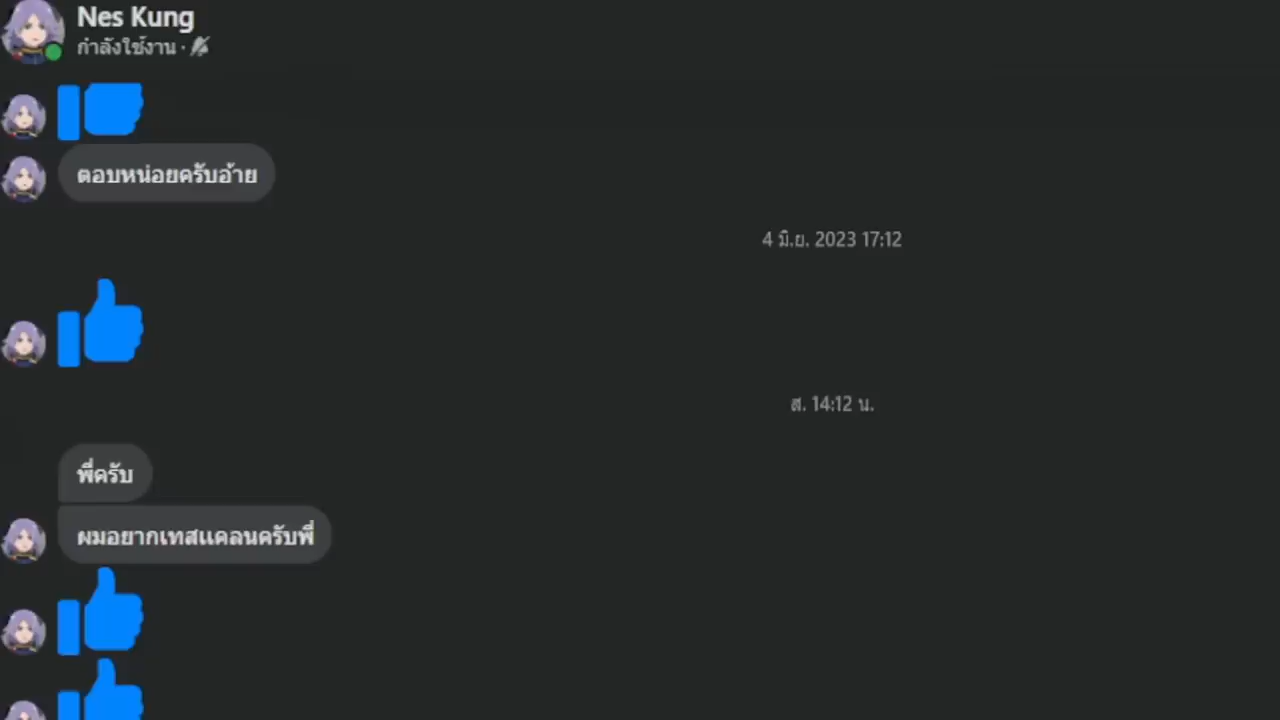 Nes Kung
กำลังใช้งาน ·
ตอบหน่อยครับอ้าย
4 มิ.ย. 2023 17:12
ส. 14:12 น.
พี่ครับ
ผมอยากเทสแคลนครับพี่